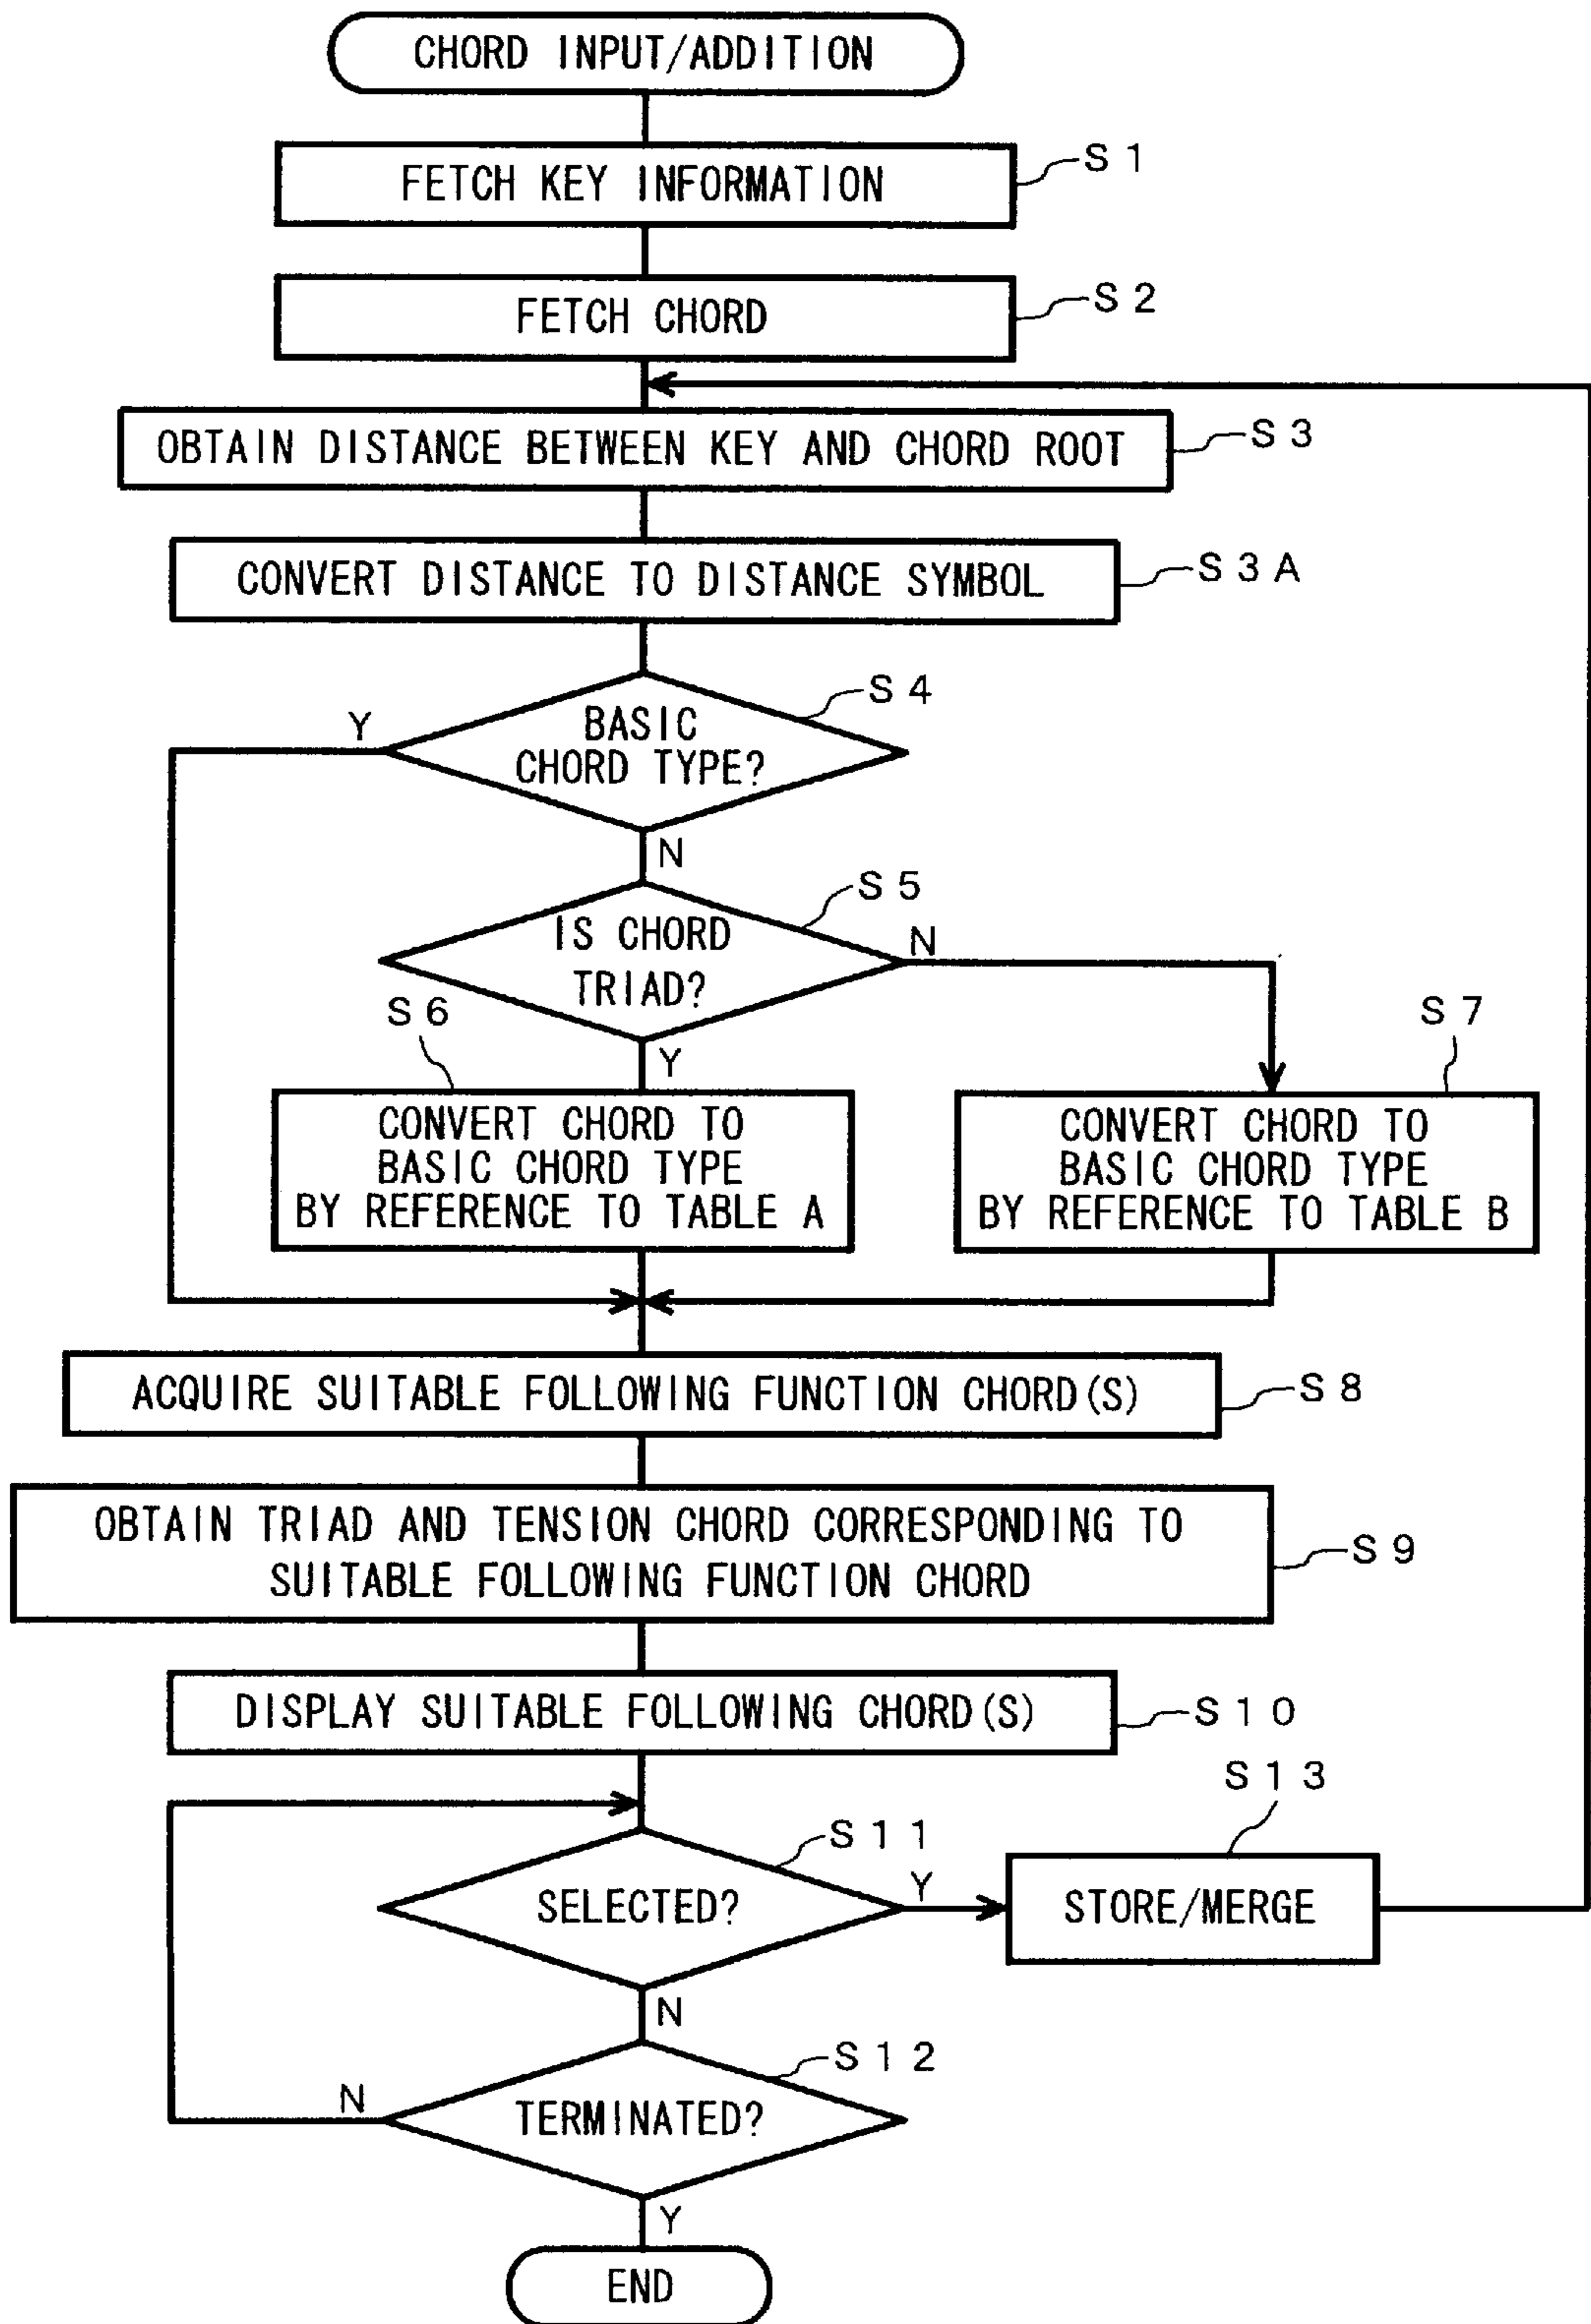 CHORD INPUT/ADDITION
FETCH KEY INFORMATION
S1
FETCH CHORD
S2
OBTAIN DISTANCE BETWEEN KEY AND CHORD ROOT
S3
CONVERT DISTANCE TO DISTANCE SYMBOL
S3A
S4
Y
BASIC
CHORD TYPE?
N
S5
IS CHORD
TRIAD?
N
Y
S6
CONVERT CHORD TO
BASIC CHORD TYPE
BY REFERENCE TO TABLE A
S7
CONVERT CHORD TO
BASIC CHORD TYPE
BY REFERENCE TO TABLE B
ACQUIRE SUITABLE FOLLOWING FUNCTION CHORD(S)
S8
OBTAIN TRIAD AND TENSION CHORD CORRESPONDING TO
SUITABLE FOLLOWING FUNCTION CHORD
S9
DISPLAY SUITABLE FOLLOWING CHORD(S)
S10
S11
SELECTED?
Y
S13
STORE/MERGE
N
S12
N
TERMINATED?
Y
END